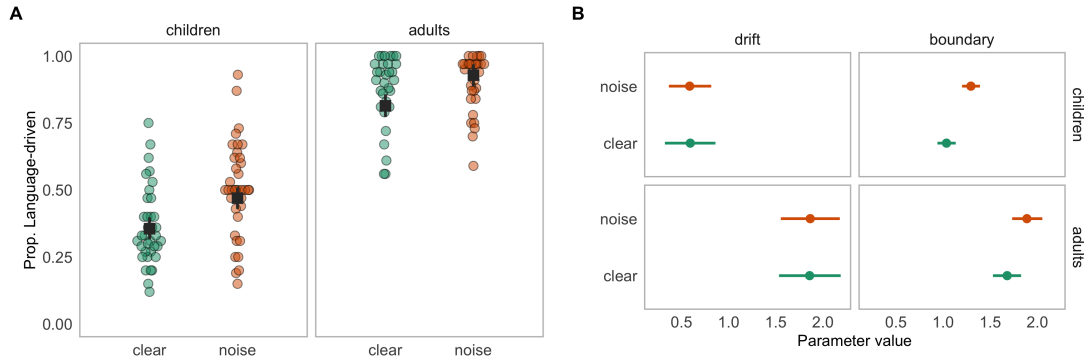 A
children
adults
Prop. Language-driven
1.00
0.75
0.50
0.25
0.00
clear
noise
clear
noise
B
drift
boundary
noise
clear
children
noise
clear
adults
0.5 1.0 1.5 2.0
0.5 1.0 1.5 2.0
Parameter value